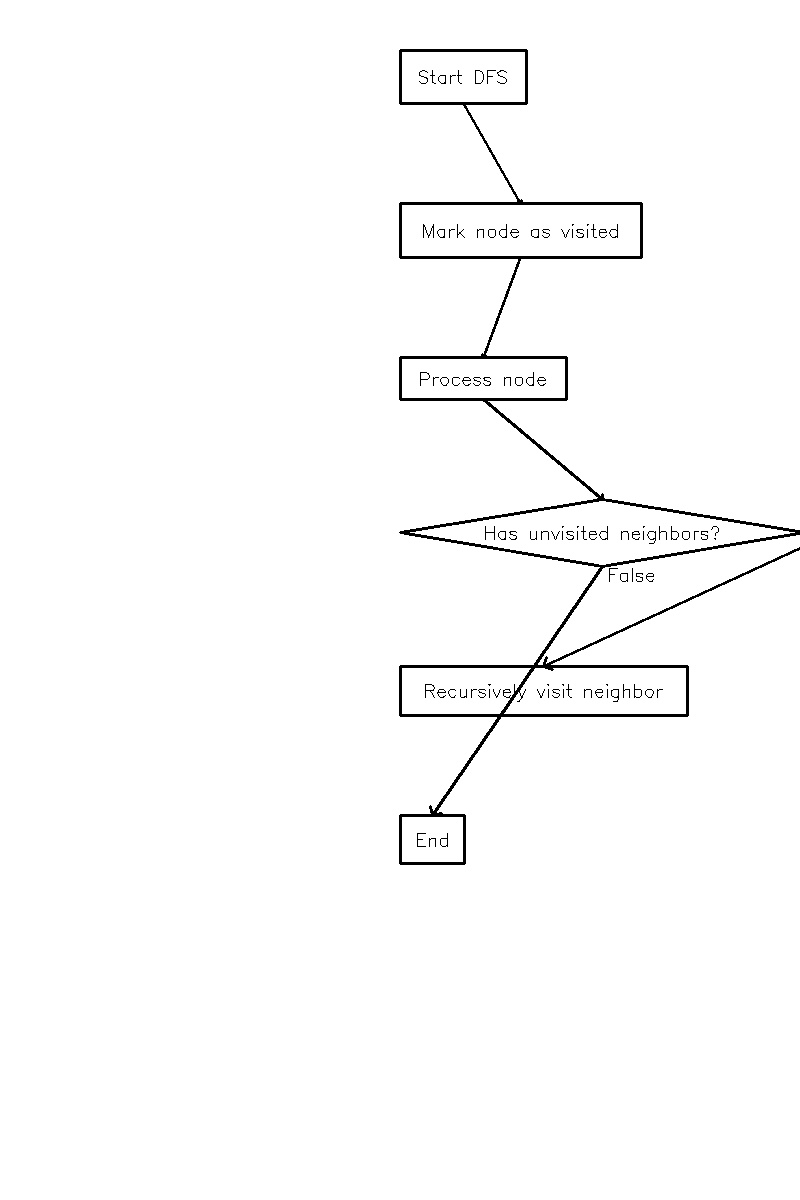 Start DFS
Mark node as visited
Process node
Has unvisited neighbors?
False
Recursively visit neighbor
End